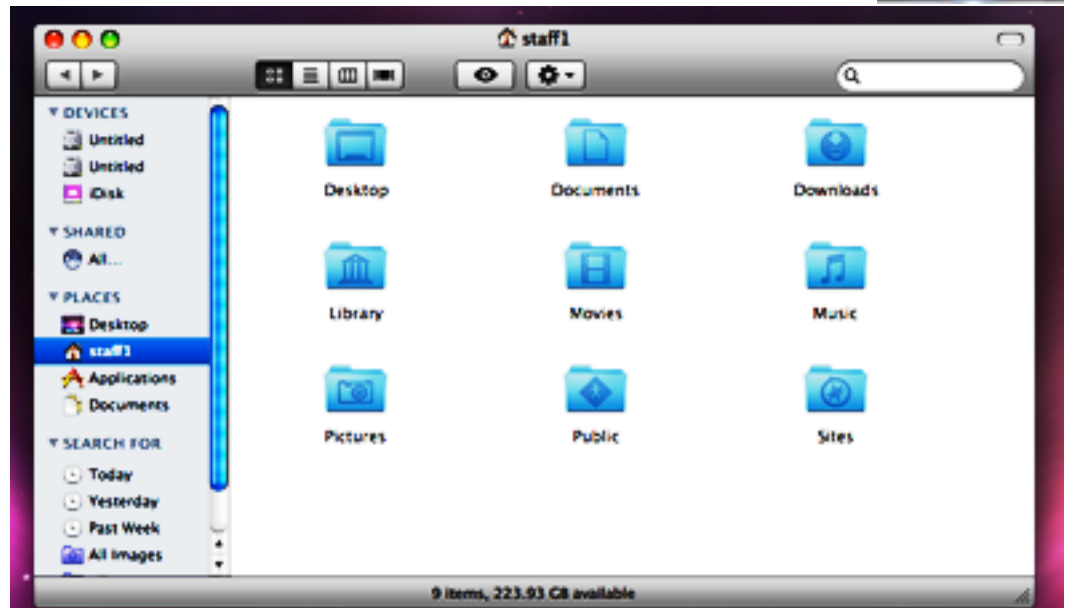 staff1
DEVICES
Untitled
Untitled
iDisk
SHARED
All...
PLACES
Desktop
staff1
Applications
Documents
SEARCH FOR
Today
Yesterday
Past Week
All Images
Desktop Documents Downloads
Library Movies Music
Pictures Public Sites
9 items, 223.93 GB available